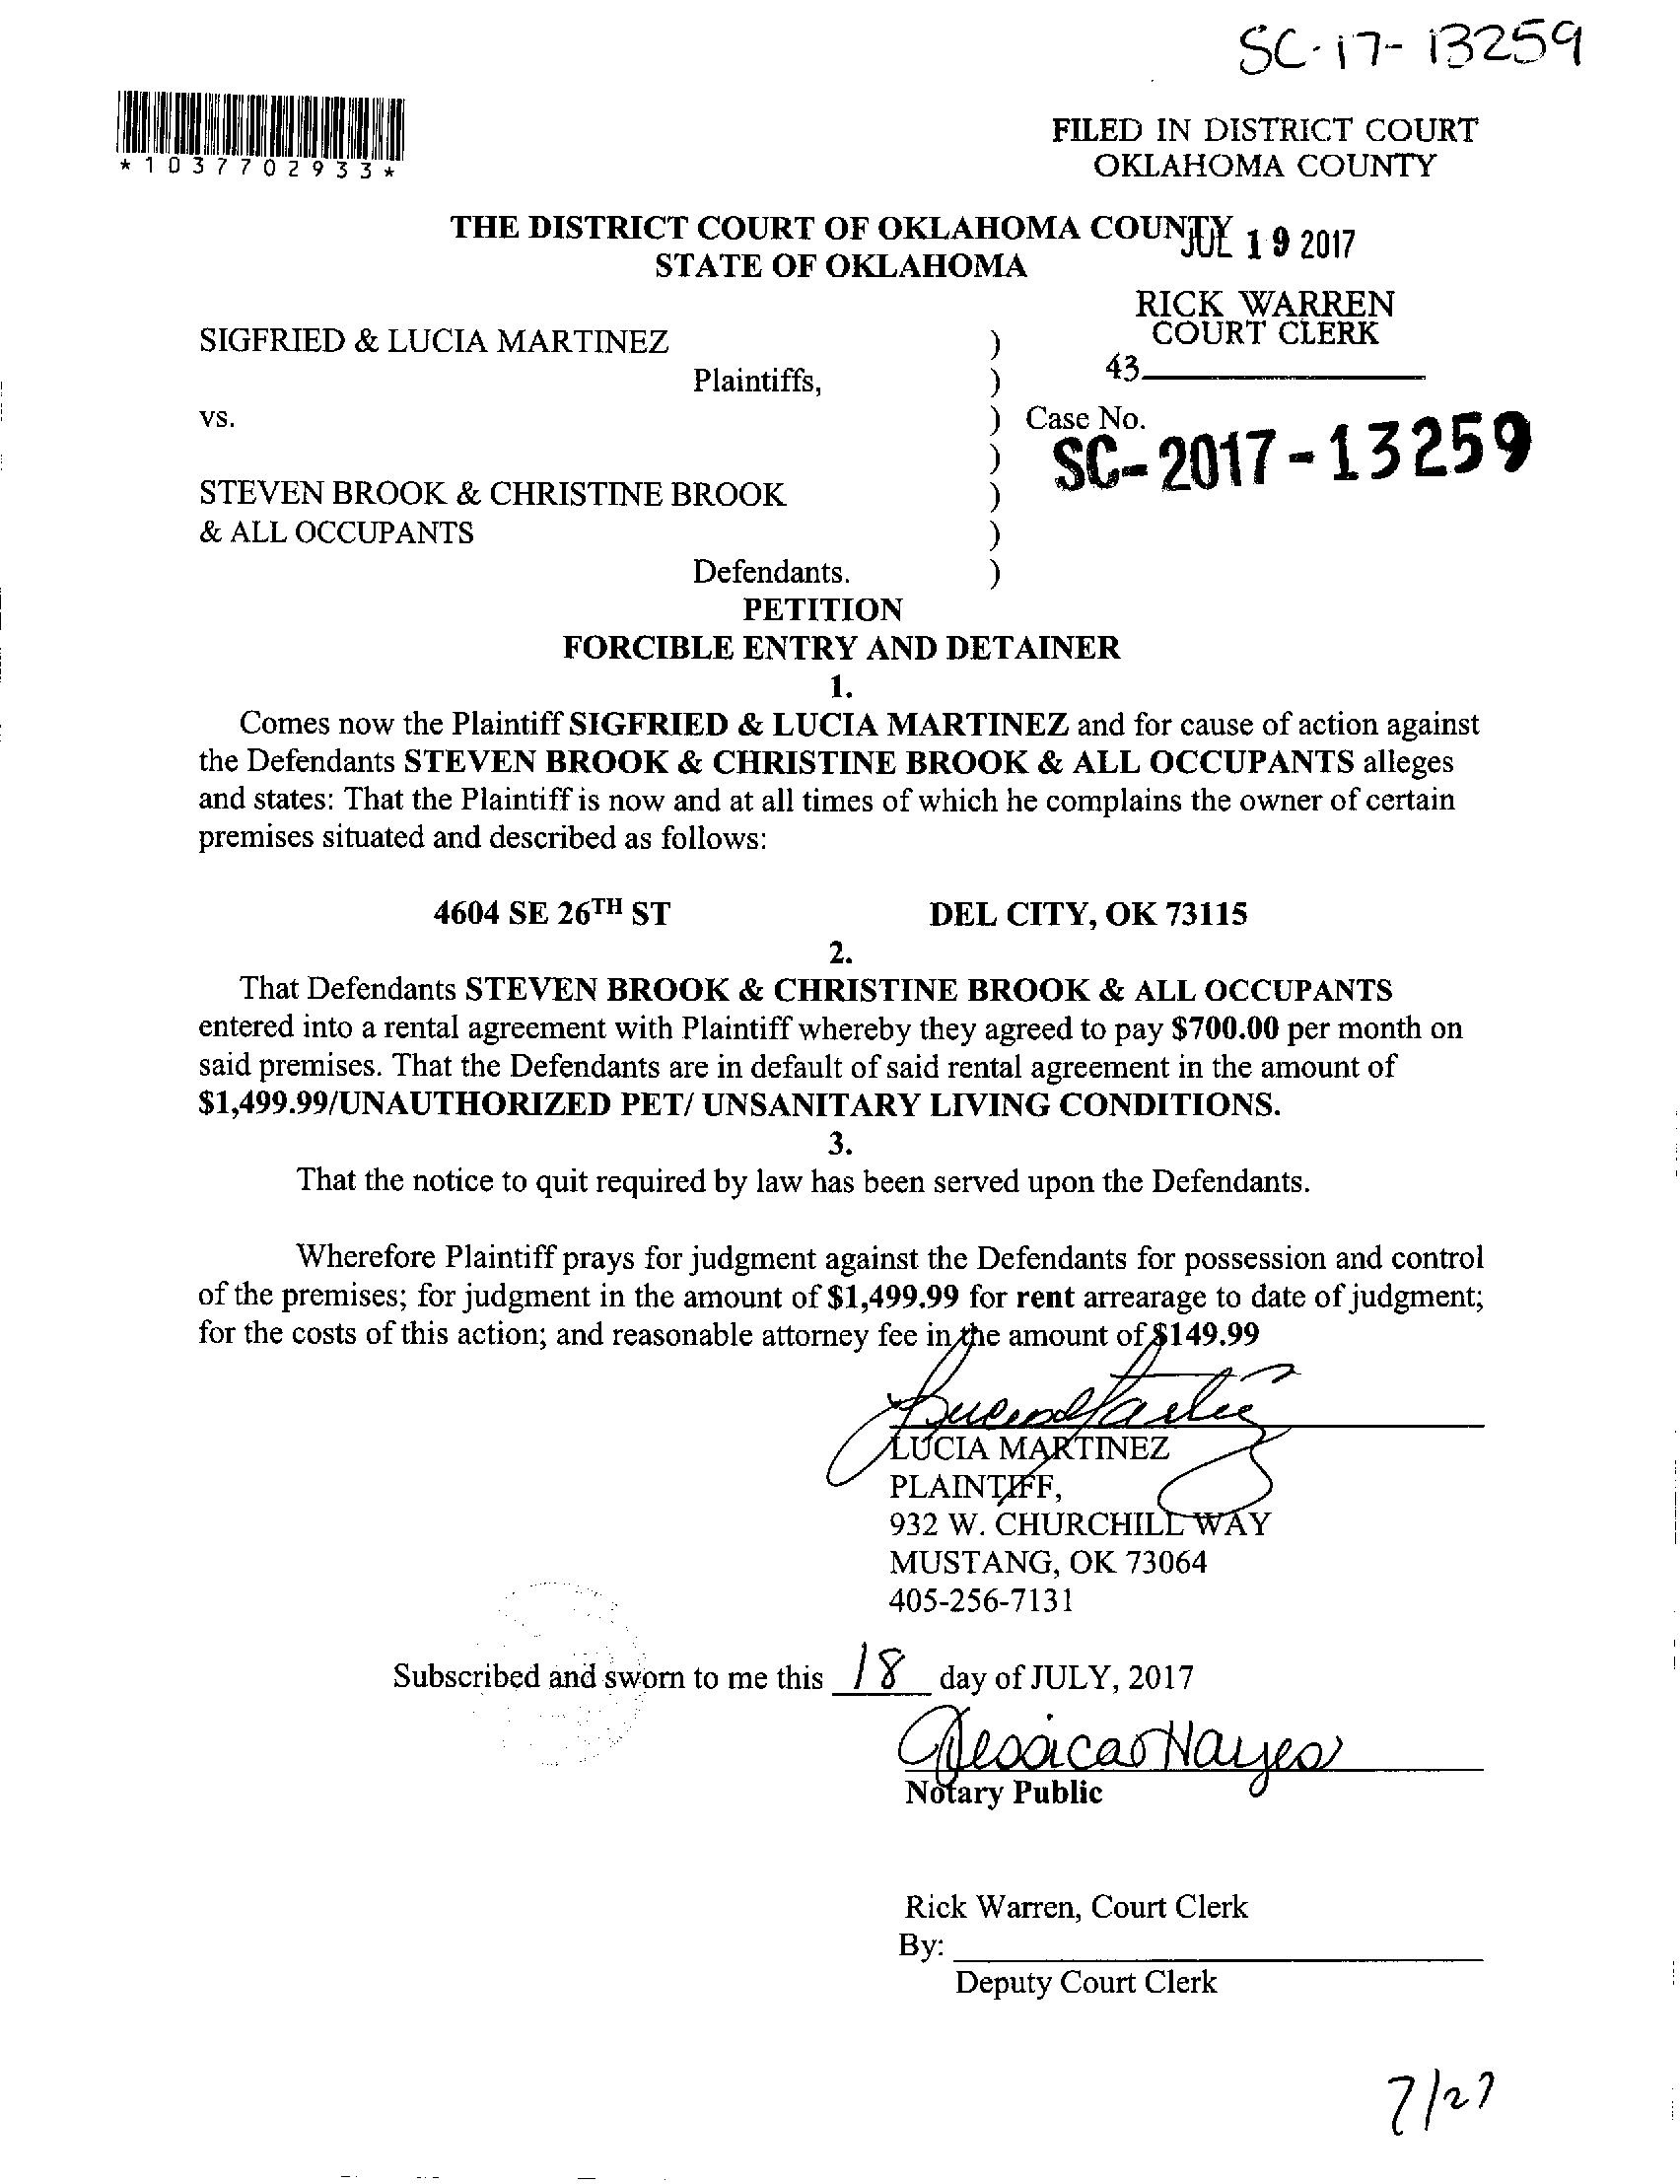 SC-17-13259
*1037702933*
FILED IN DISTRICT COURT
OKLAHOMA COUNTY
THE DISTRICT COURT OF OKLAHOMA COUNTY
JUL 19 2017
STATE OF OKLAHOMA
RICK WARREN
COURT CLERK
43
SIGFRIED & LUCIA MARTINEZ )
Plaintiffs, )
vs. ) Case No.
) SC-2017-13259
STEVEN BROOK & CHRISTINE BROOK )
& ALL OCCUPANTS )
Defendants. )
PETITION
FORCIBLE ENTRY AND DETAINER
1.
Comes now the Plaintiff SIGFRIED & LUCIA MARTINEZ and for cause of action against
the Defendants STEVEN BROOK & CHRISTINE BROOK & ALL OCCUPANTS alleges
and states: That the Plaintiff is now and at all times of which he complains the owner of certain
premises situated and described as follows:
4604 SE 26TH ST DEL CITY, OK 73115
2.
That Defendants STEVEN BROOK & CHRISTINE BROOK & ALL OCCUPANTS
entered into a rental agreement with Plaintiff whereby they agreed to pay $700.00 per month on
said premises. That the Defendants are in default of said rental agreement in the amount of
$1,499.99/UNAUTHORIZED PET/ UNSANITARY LIVING CONDITIONS.
3.
That the notice to quit required by law has been served upon the Defendants.
Wherefore Plaintiff prays for judgment against the Defendants for possession and control
of the premises; for judgment in the amount of $1,499.99 for rent arrearage to date of judgment;
for the costs of this action; and reasonable attorney fee in the amount of $149.99
LUCIA MARTINEZ
PLAINTIFF,
932 W. CHURCHILL WAY
MUSTANG, OK 73064
405-256-7131
Subscribed and sworn to me this 18 day of JULY, 2017
Jessica Hayes
Notary Public
Rick Warren, Court Clerk
By:
Deputy Court Clerk
7/27